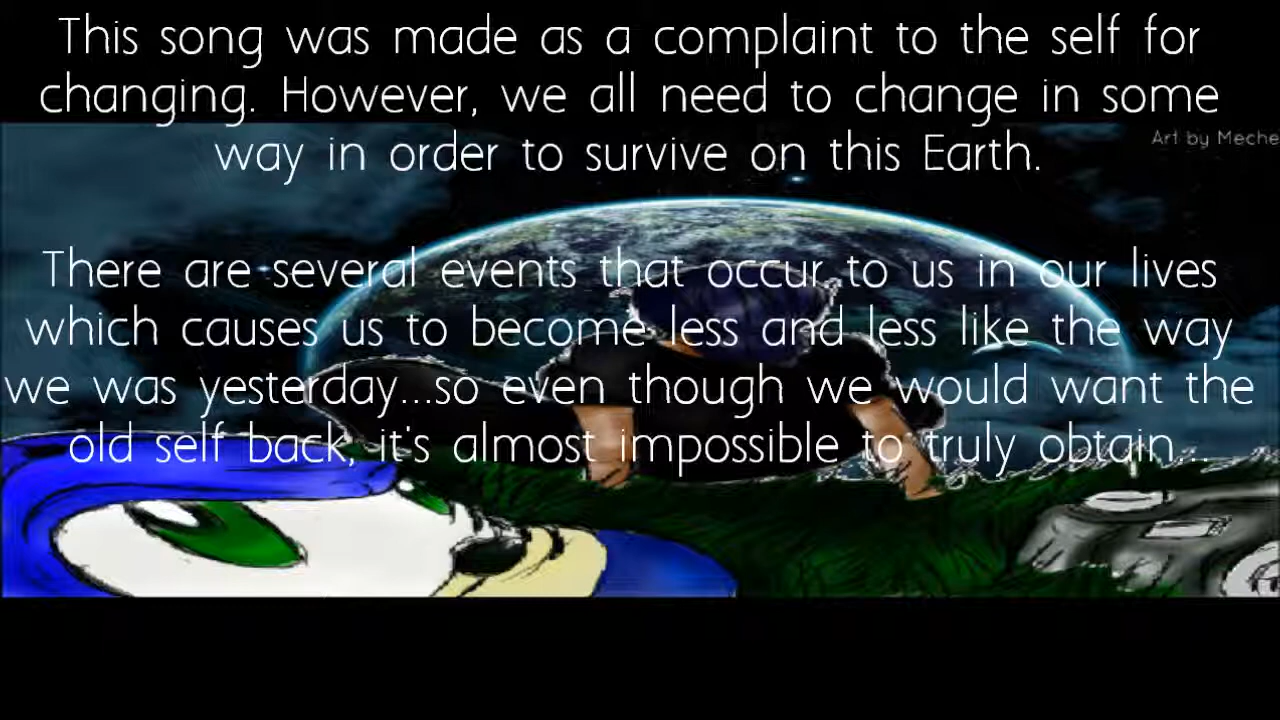 This song was made as a complaint to the self for
changing. However, we all need to change in some
way in order to survive on this Earth.
Art by Meche
There are several events that occur to us in our lives
which causes us to become less and less like the way
we was yesterday...so even though we would want the
old self back, it's almost impossible to truly obtain...